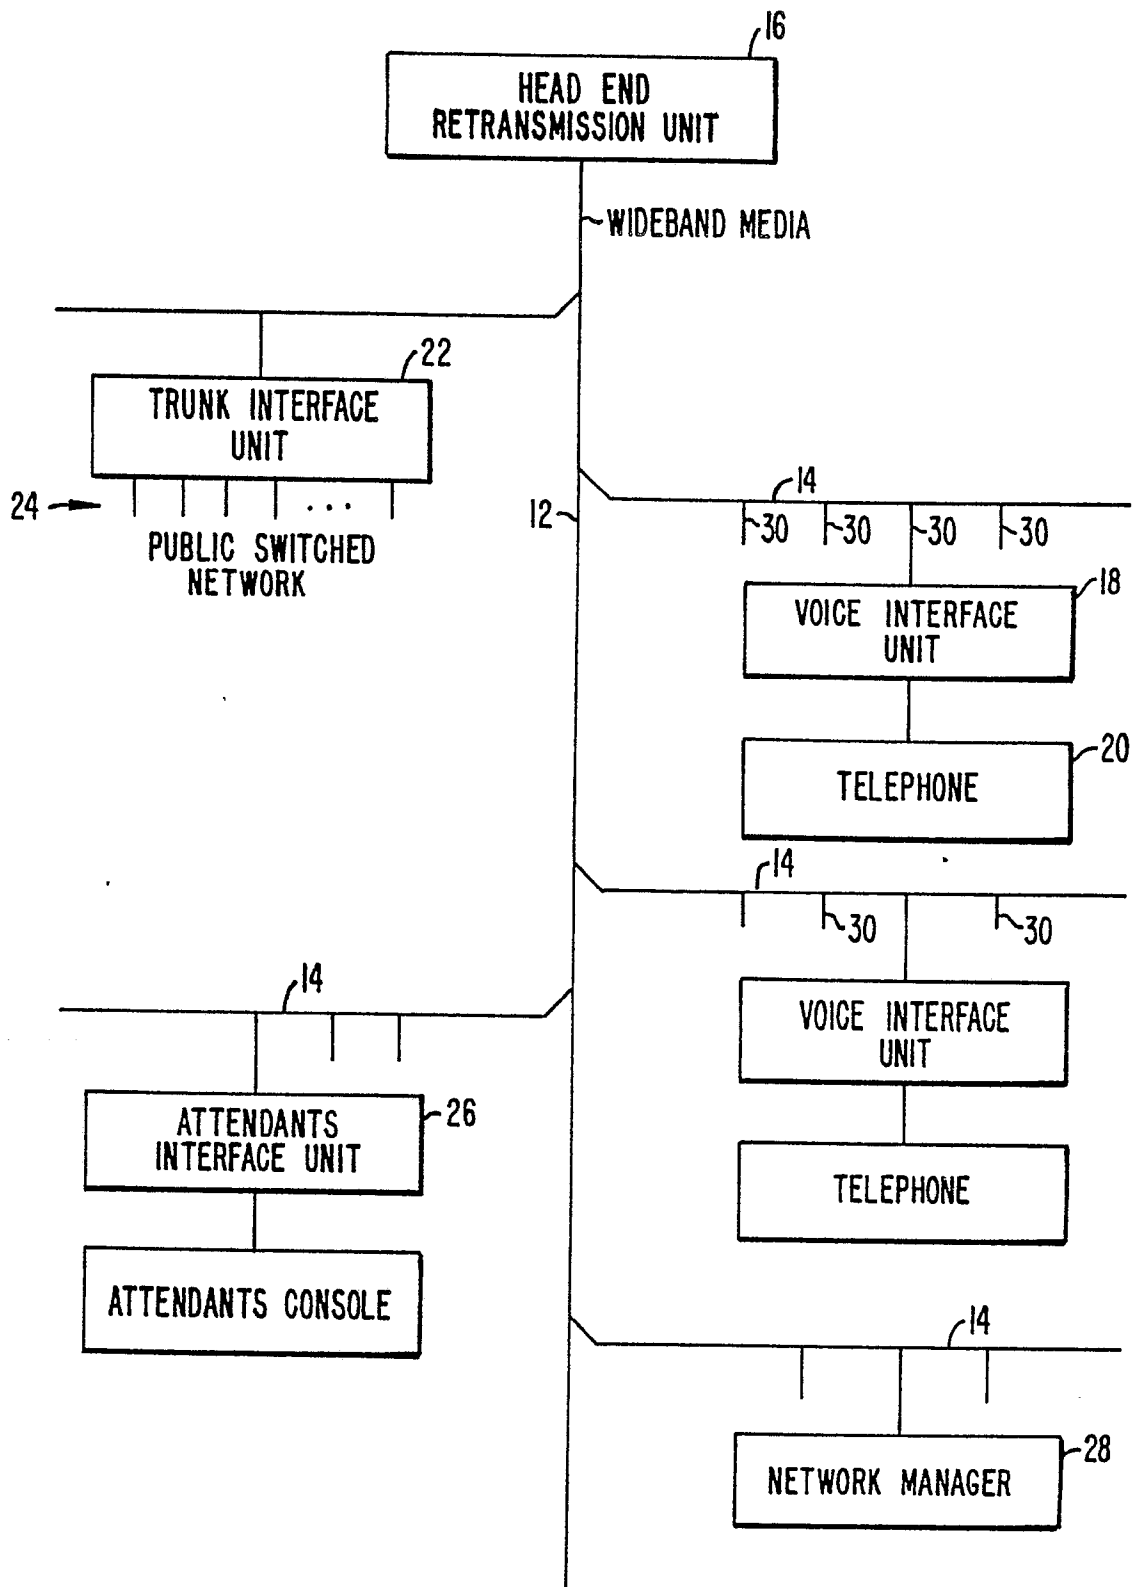 16
HEAD END
RETRANSMISSION UNIT
WIDEBAND MEDIA
22
TRUNK INTERFACE
UNIT
24
...
PUBLIC SWITCHED
NETWORK
12
14
30 30 30 30
18
VOICE INTERFACE
UNIT
20
TELEPHONE
14
30 30
VOICE INTERFACE
UNIT
TELEPHONE
14
26
ATTENDANTS
INTERFACE UNIT
ATTENDANTS CONSOLE
14
28
NETWORK MANAGER